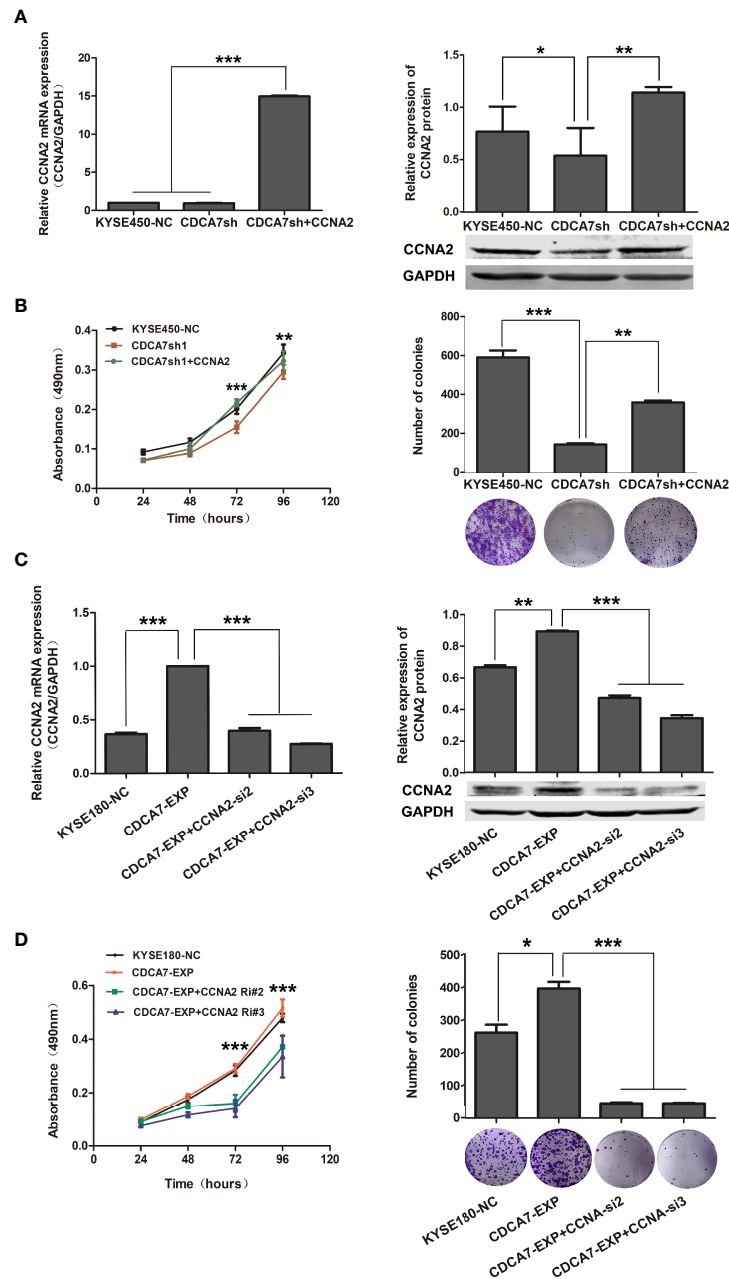 A
Relative CCNA2 mRNA expression
(CCNA2/GAPDH)
20
15
10
5
0
***
KYSE450-NC
CDCA7sh
CDCA7sh+CCNA2
Relative expression of
CCNA2 protein
1.5
1.0
0.5
0.0
*
**
KYSE450-NC
CDCA7sh
CDCA7sh+CCNA2
CCNA2
GAPDH
B
Absorbance (490nm)
0.4
0.3
0.2
0.1
0
KYSE450-NC
CDCA7sh1
CDCA7sh1+CCNA2
***
**
0
24
48
72
96
120
Time (hours)
Number of colonies
800
600
400
200
0
***
**
KYSE450-NC
CDCA7sh
CDCA7sh+CCNA2
C
Relative CCNA2 mRNA expression
(CCNA2/GAPDH)
1.5
1.0
0.5
0.0
***
***
KYSE180-NC
CDCA7-EXP
CDCA7-EXP+CCNA2-si2
CDCA7-EXP+CCNA2-si3
Relative expression of
CCNA2 protein
1.0
0.8
0.6
0.4
0.2
0.0
**
***
CCNA2
GAPDH
KYSE180-NC
CDCA7-EXP
CDCA7-EXP+CCNA2-si2
CDCA7-EXP+CCNA2-si3
D
KYSE180-NC
CDCA7-EXP
CDCA7-EXP+CCNA2 Ri#2
CDCA7-EXP+CCNA2 Ri#3
Absorbance (490nm)
0.6
0.4
0.2
0.0
***
***
0
24
48
72
96
120
Time (hours)
Number of colonies
500
400
300
200
100
0
*
***
KYSE180-NC
CDCA7-EXP
CDCA7-EXP+CCNA-si2
CDCA7-EXP+CCNA-si3